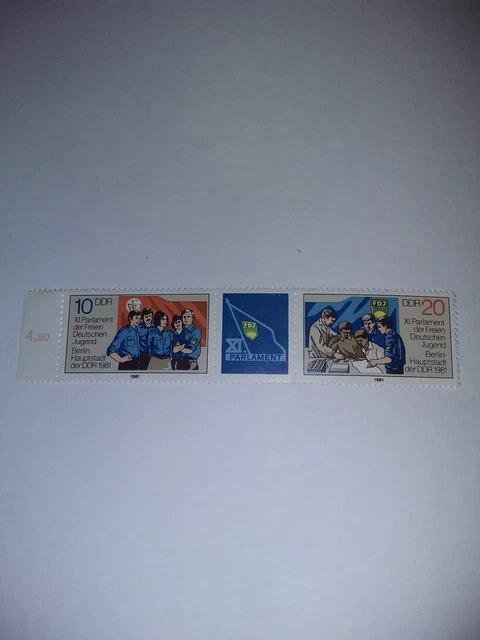 4,80
10 DDR
XI. Parlament
der Freien
Deutschen
Jugend
Berlin-
Hauptstadt
der DDR 1981
1981
FDJ
XI
PARLAMENT
FDJ
DDR 20
XI. Parlament
der Freien
Deutschen
Jugend
Berlin-
Hauptstadt
der DDR 1981
1981